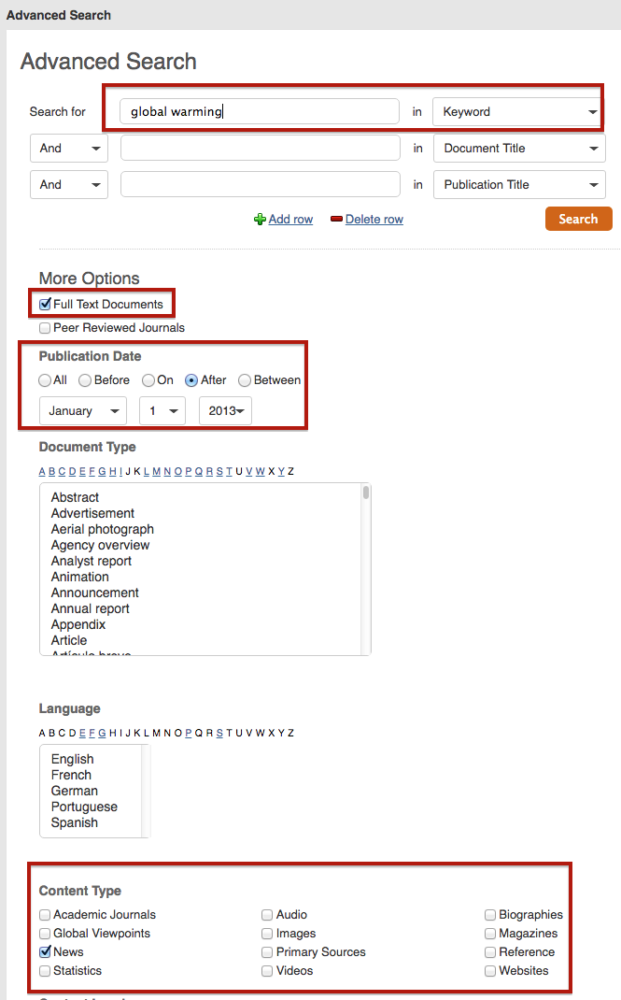 Advanced Search
Advanced Search
Search for global warming in Keyword
And in Document Title
And in Publication Title
Add row Delete row Search
More Options
Full Text Documents
Peer Reviewed Journals
Publication Date
All Before On After Between
January 1 2013
Document Type
A B C D E F G H I J K L M N O P Q R S T U V W X Y Z
Abstract
Advertisement
Aerial photograph
Agency overview
Analyst report
Animation
Announcement
Annual report
Appendix
Article
Language
A B C D E F G H I J K L M N O P Q R S T U V W X Y Z
English
French
German
Portuguese
Spanish
Content Type
Academic Journals Audio Biographies
Global Viewpoints Images Magazines
News Primary Sources Reference
Statistics Videos Websites